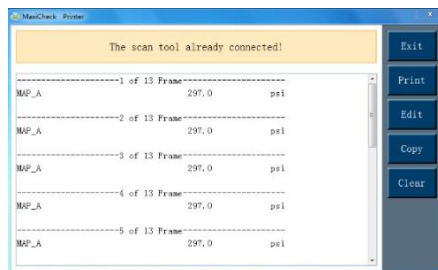 MaxiCheck Printer
The scan tool already connected!
--------------------1 of 13 Frame--------------------
MAP_A 297.0 psi
--------------------2 of 13 Frame--------------------
MAP_A 297.0 psi
--------------------3 of 13 Frame--------------------
MAP_A 297.0 psi
--------------------4 of 13 Frame--------------------
MAP_A 297.0 psi
--------------------5 of 13 Frame--------------------
MAP_A 297.0 psi
Exit
Print
Edit
Copy
Clear